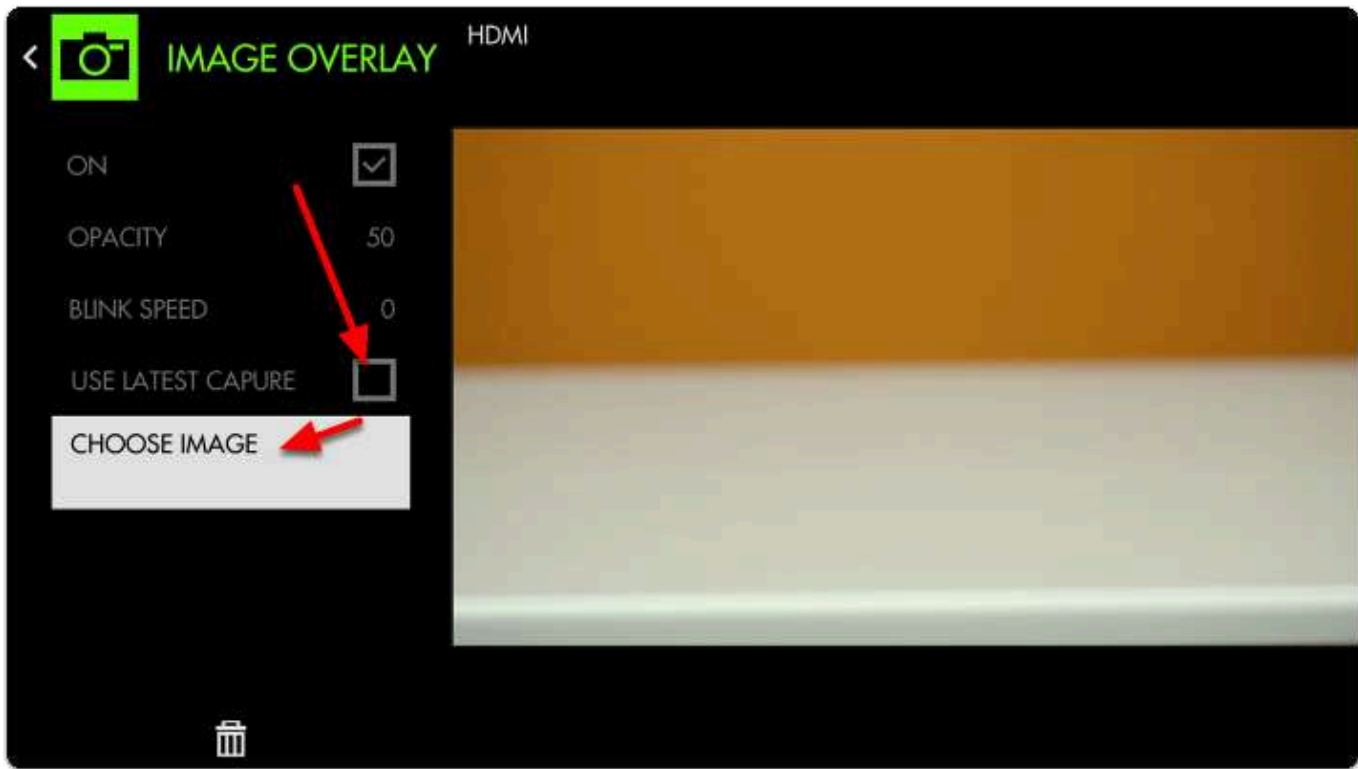 IMAGE OVERLAY
HDMI
ON
OPACITY 50
BLINK SPEED 0
USE LATEST CAPURE
CHOOSE IMAGE